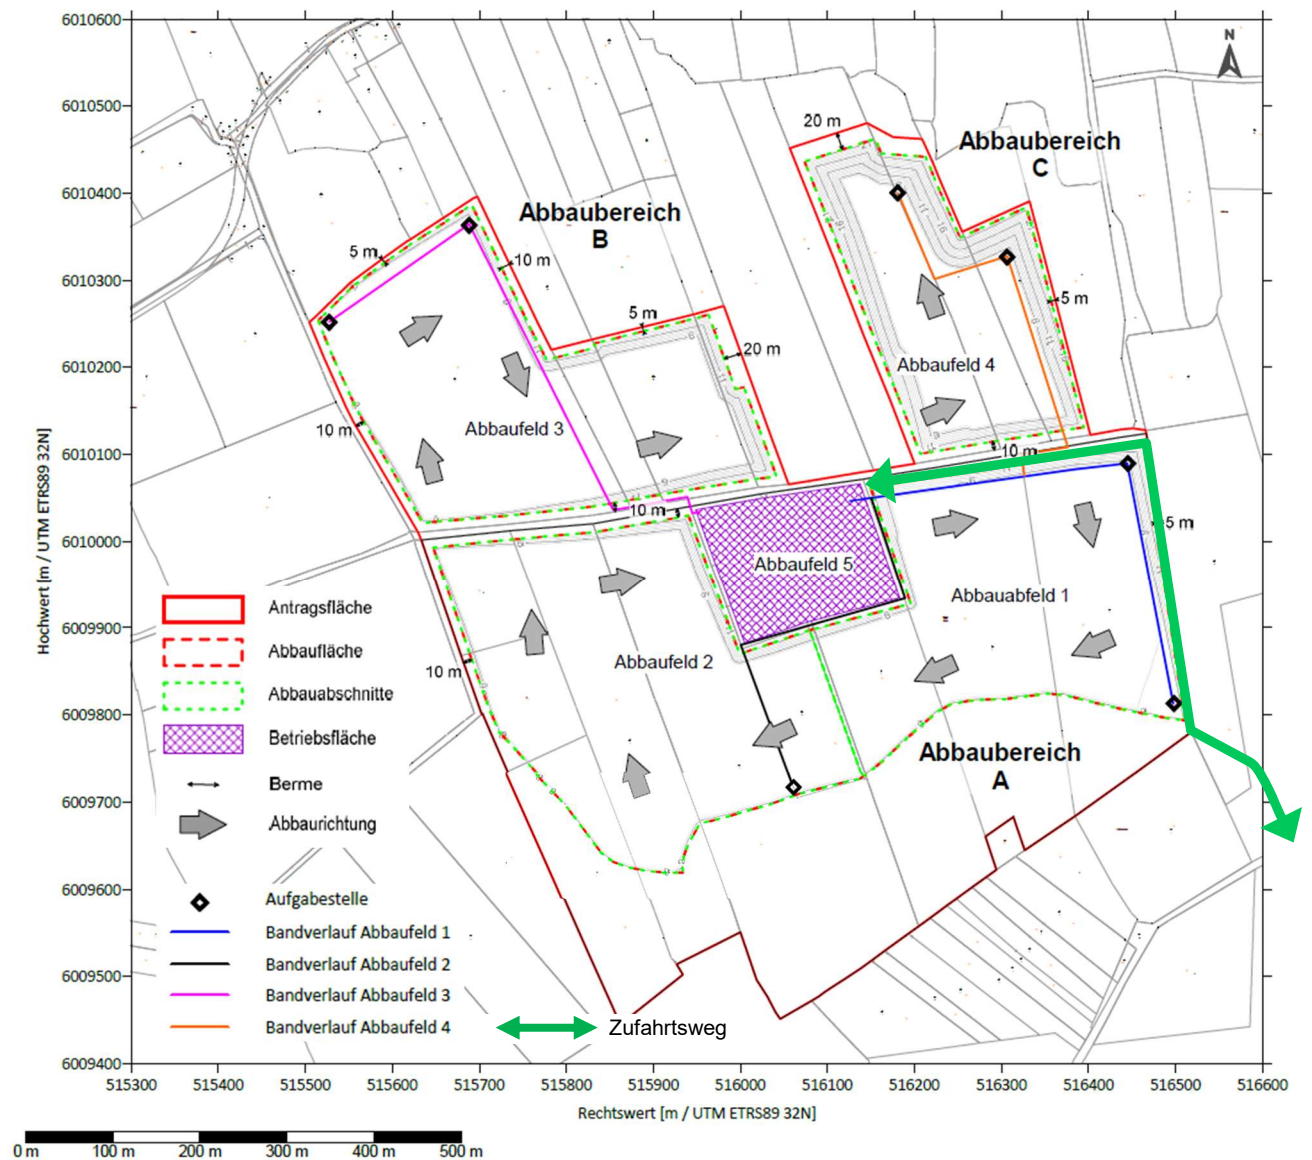 6010600
6010500
6010400
6010300
6010200
6010100
6010000
6009900
6009800
6009700
6009600
6009500
6009400
Hochwert [m / UTM ETRS89 32N]
N
20 m
Abbaubereich
C
Abbaubereich
B
5 m
10 m
5 m
5 m
20 m
Abbaufeld 4
Abbaufeld 3
10 m
10 m
10 m
5 m
Abbaufeld 5
Abbauabfeld 1
Abbaufeld 2
10 m
Abbaubereich
A
Antragsfläche
Abbaufläche
Abbauabschnitte
Betriebsfläche
Berme
Abbaurichtung
Aufgabestelle
Bandverlauf Abbaufeld 1
Bandverlauf Abbaufeld 2
Bandverlauf Abbaufeld 3
Bandverlauf Abbaufeld 4
Zufahrtsweg
515300 515400 515500 515600 515700 515800 515900 516000 516100 516200 516300 516400 516500 516600
Rechtswert [m / UTM ETRS89 32N]
0 m 100 m 200 m 300 m 400 m 500 m